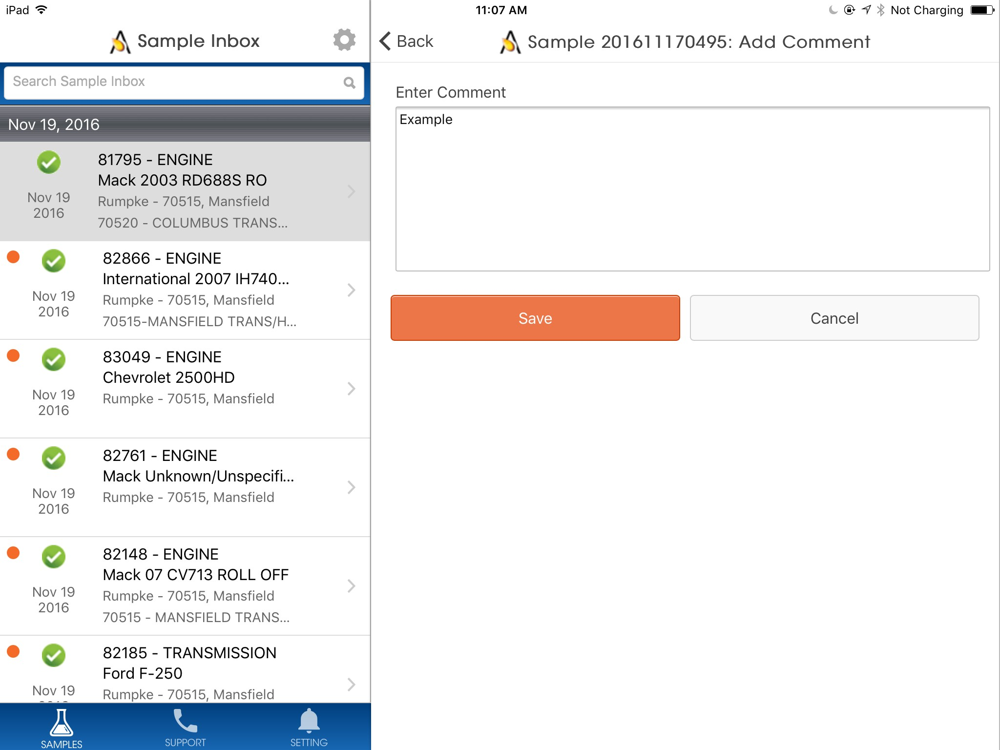 iPad
11:07 AM
Not Charging
Sample Inbox
Search Sample Inbox
Nov 19, 2016
81795 - ENGINE
Mack 2003 RD688S RO
Rumpke - 70515, Mansfield
70520 - COLUMBUS TRANS...
Nov 19
2016
82866 - ENGINE
International 2007 IH740...
Rumpke - 70515, Mansfield
70515-MANSFIELD TRANS/H...
Nov 19
2016
83049 - ENGINE
Chevrolet 2500HD
Rumpke - 70515, Mansfield
Nov 19
2016
82761 - ENGINE
Mack Unknown/Unspecifi...
Rumpke - 70515, Mansfield
Nov 19
2016
82148 - ENGINE
Mack 07 CV713 ROLL OFF
Rumpke - 70515, Mansfield
70515 - MANSFIELD TRANS...
Nov 19
2016
82185 - TRANSMISSION
Ford F-250
Rumpke - 70515, Mansfield
Nov 19
SAMPLES
SUPPORT
SETTING
Back
Sample 201611170495: Add Comment
Enter Comment
Example
Save
Cancel